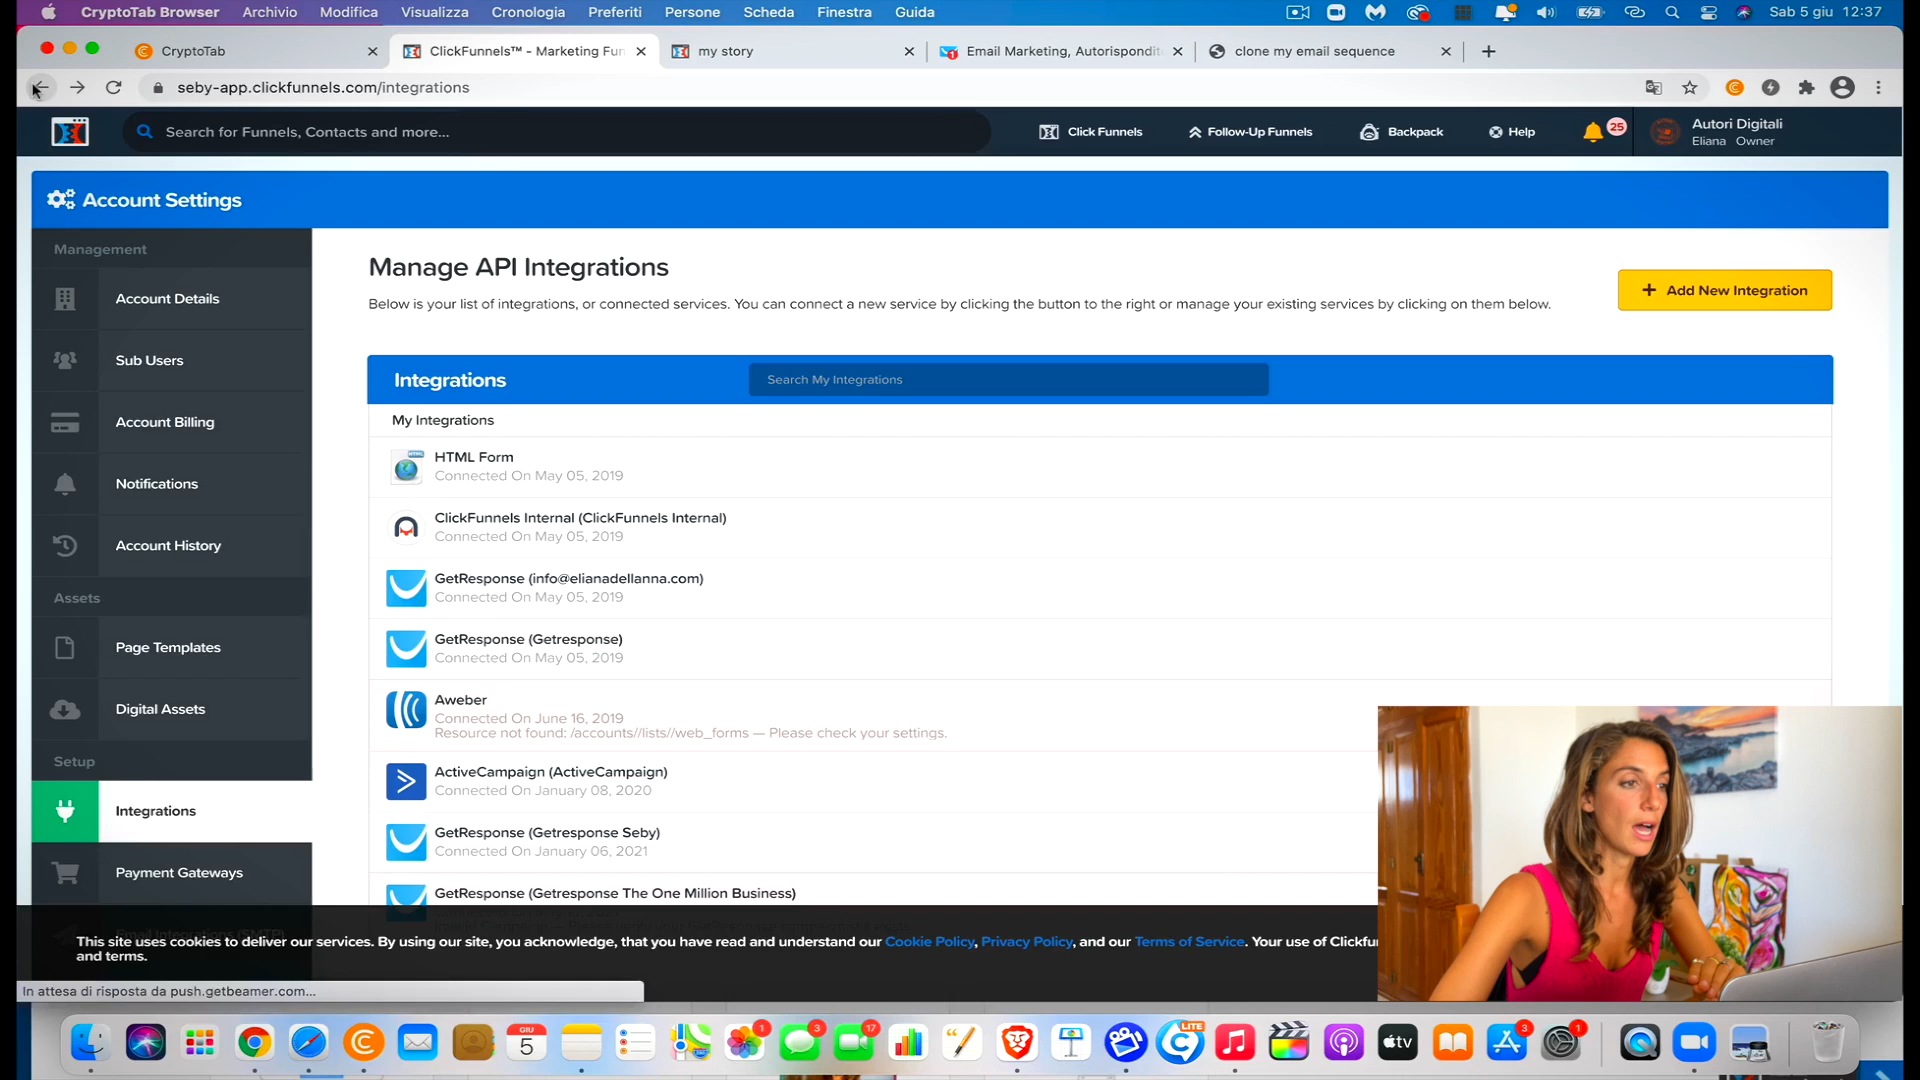 CryptoTab Browser Archivio Modifica Visualizza Cronologia Preferiti Persone Scheda Finestra Guida Sab 5 giu 12:37
CryptoTab ClickFunnels™ - Marketing Fun my story Email Marketing, Autorispondit clone my email sequence
seby-app.clickfunnels.com/integrations
Search for Funnels, Contacts and more...
Click Funnels Follow-Up Funnels Backpack Help 25
Autori Digitali
Eliana Owner
Account Settings
Management
Account Details
Sub Users
Account Billing
Notifications
Account History
Assets
Page Templates
Digital Assets
Setup
Integrations
Payment Gateways
Email Integrations (SMTP)
Manage API Integrations
Below is your list of integrations, or connected services. You can connect a new service by clicking the button to the right or manage your existing services by clicking on them below.
+ Add New Integration
Integrations
Search My Integrations
My Integrations
HTML Form
Connected On May 05, 2019
ClickFunnels Internal (ClickFunnels Internal)
Connected On May 05, 2019
GetResponse (info@elianadellanna.com)
Connected On May 05, 2019
GetResponse (Getresponse)
Connected On May 05, 2019
Aweber
Connected On June 16, 2019
Resource not found: /accounts//lists//web_forms — Please check your settings.
ActiveCampaign (ActiveCampaign)
Connected On January 08, 2020
GetResponse (Getresponse Seby)
Connected On January 06, 2021
GetResponse (Getresponse The One Million Business)
This site uses cookies to deliver our services. By using our site, you acknowledge, that you have read and understand our Cookie Policy, Privacy Policy, and our Terms of Service. Your use of Clickfu
and terms.
In attesa di risposta da push.getbeamer.com...
GIU
5
1
3
17
tv
LITE
3
1